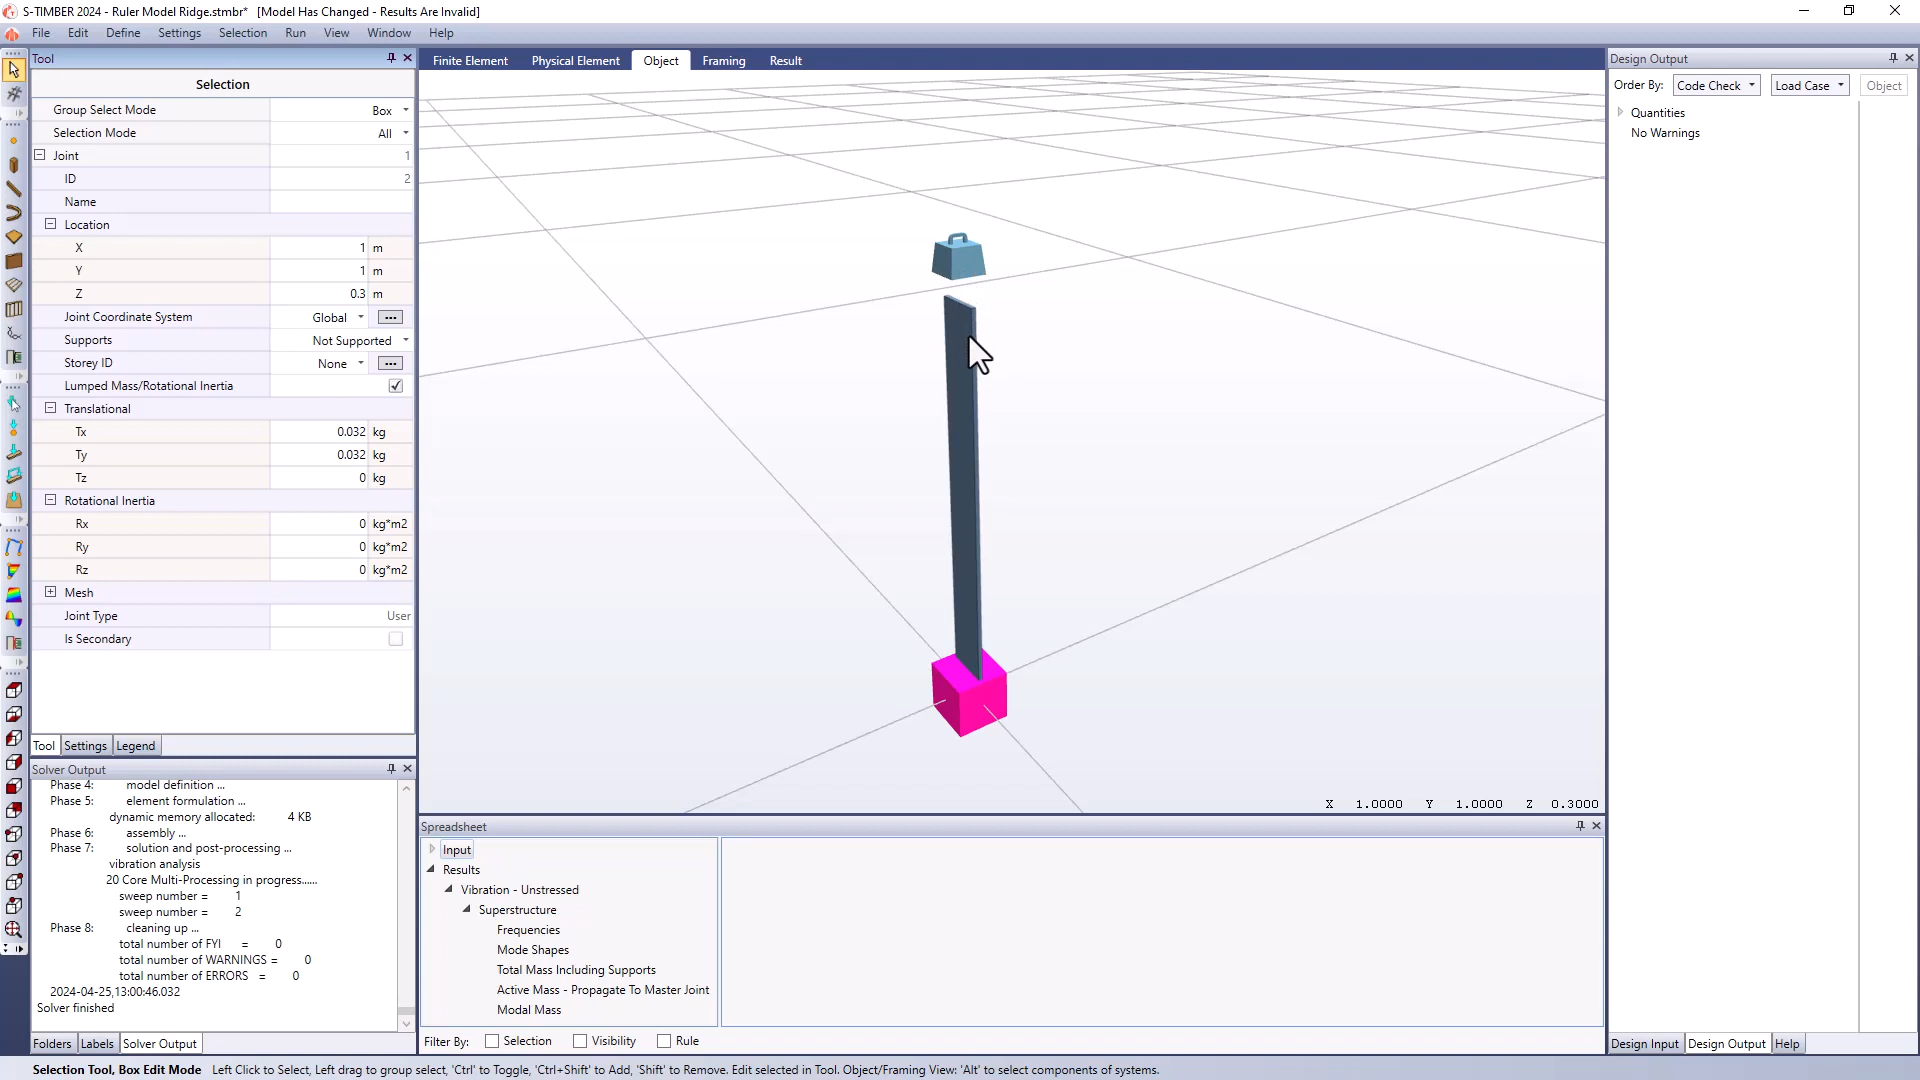 S-TIMBER 2024 - Ruler Model Ridge.stmbr*   [Model Has Changed - Results Are Invalid]
File Edit Define Settings Selection Run View Window Help
Tool
Selection
Group Select Mode Box
Selection Mode All
Joint 1
ID 2
Name
Location
X 1 m
Y 1 m
Z 0.3 m
Joint Coordinate System Global ...
Supports Not Supported
Storey ID None ...
Lumped Mass/Rotational Inertia
Translational
Tx 0.032 kg
Ty 0.032 kg
Tz 0 kg
Rotational Inertia
Rx 0 kg*m2
Ry 0 kg*m2
Rz 0 kg*m2
Mesh
Joint Type User
Is Secondary
Tool Settings Legend
Solver Output
Phase 4: model definition ...
Phase 5: element formulation ...
dynamic memory allocated: 4 KB
Phase 6: assembly ...
Phase 7: solution and post-processing ...
vibration analysis
20 Core Multi-Processing in progress......
sweep number = 1
sweep number = 2
Phase 8: cleaning up ...
total number of FYI = 0
total number of WARNINGS = 0
total number of ERRORS = 0
2024-04-25,13:00:46.032
Solver finished
Folders Labels Solver Output
Finite Element Physical Element Object Framing Result
X 1.0000 Y 1.0000 Z 0.3000
Spreadsheet
Input
Results
Vibration - Unstressed
Superstructure
Frequencies
Mode Shapes
Total Mass Including Supports
Active Mass - Propagate To Master Joint
Modal Mass
Filter By: Selection Visibility Rule
Design Output
Order By: Code Check Load Case Object
Quantities
No Warnings
Design Input Design Output Help
Selection Tool, Box Edit Mode Left Click to Select, Left drag to group select, 'Ctrl' to Toggle, 'Ctrl+Shift' to Add, 'Shift' to Remove. Edit selected in Tool. Object/Framing View: 'Alt' to select components of systems.